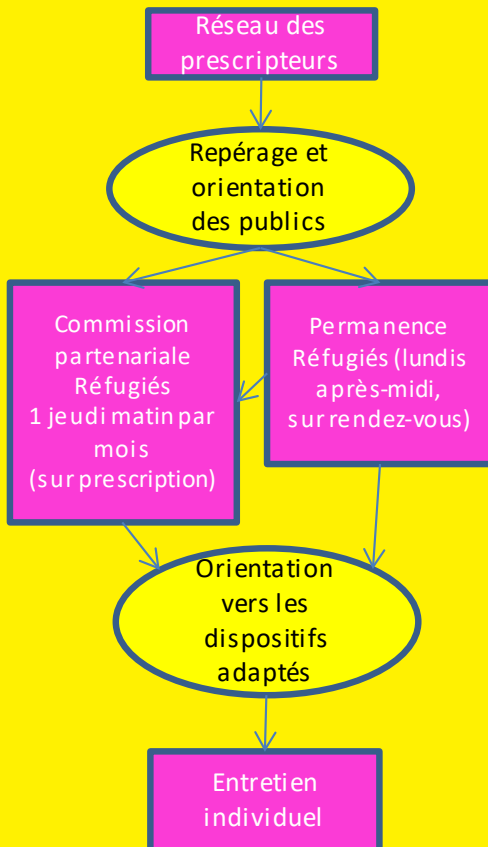 Réseau des
prescripteurs
Repérage et
orientation
des publics
Commission
partenariale
Réfugiés
1 jeudi matin par
mois
(sur prescription)
Permanence
Réfugiés (lundis
après-midi,
sur rendez-vous)
Orientation
vers les
dispositifs
adaptés
Entretien
individuel